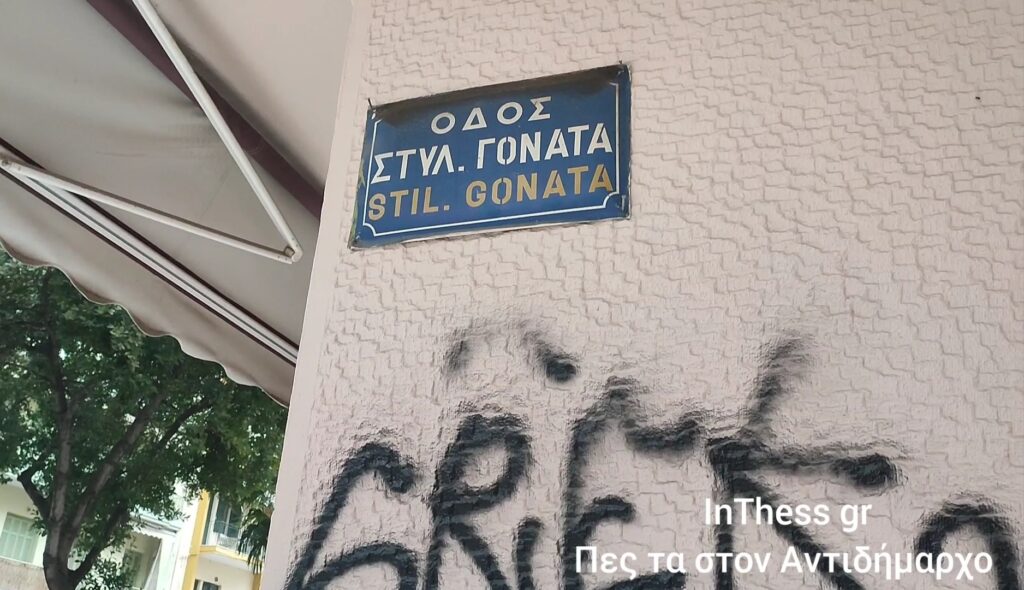 ΟΔΟΣ
ΣΤΥΛ. ΓΟΝΑΤΑ
STIL. GONATA
InThess gr
Πες τα στον Αντιδήμαρχο